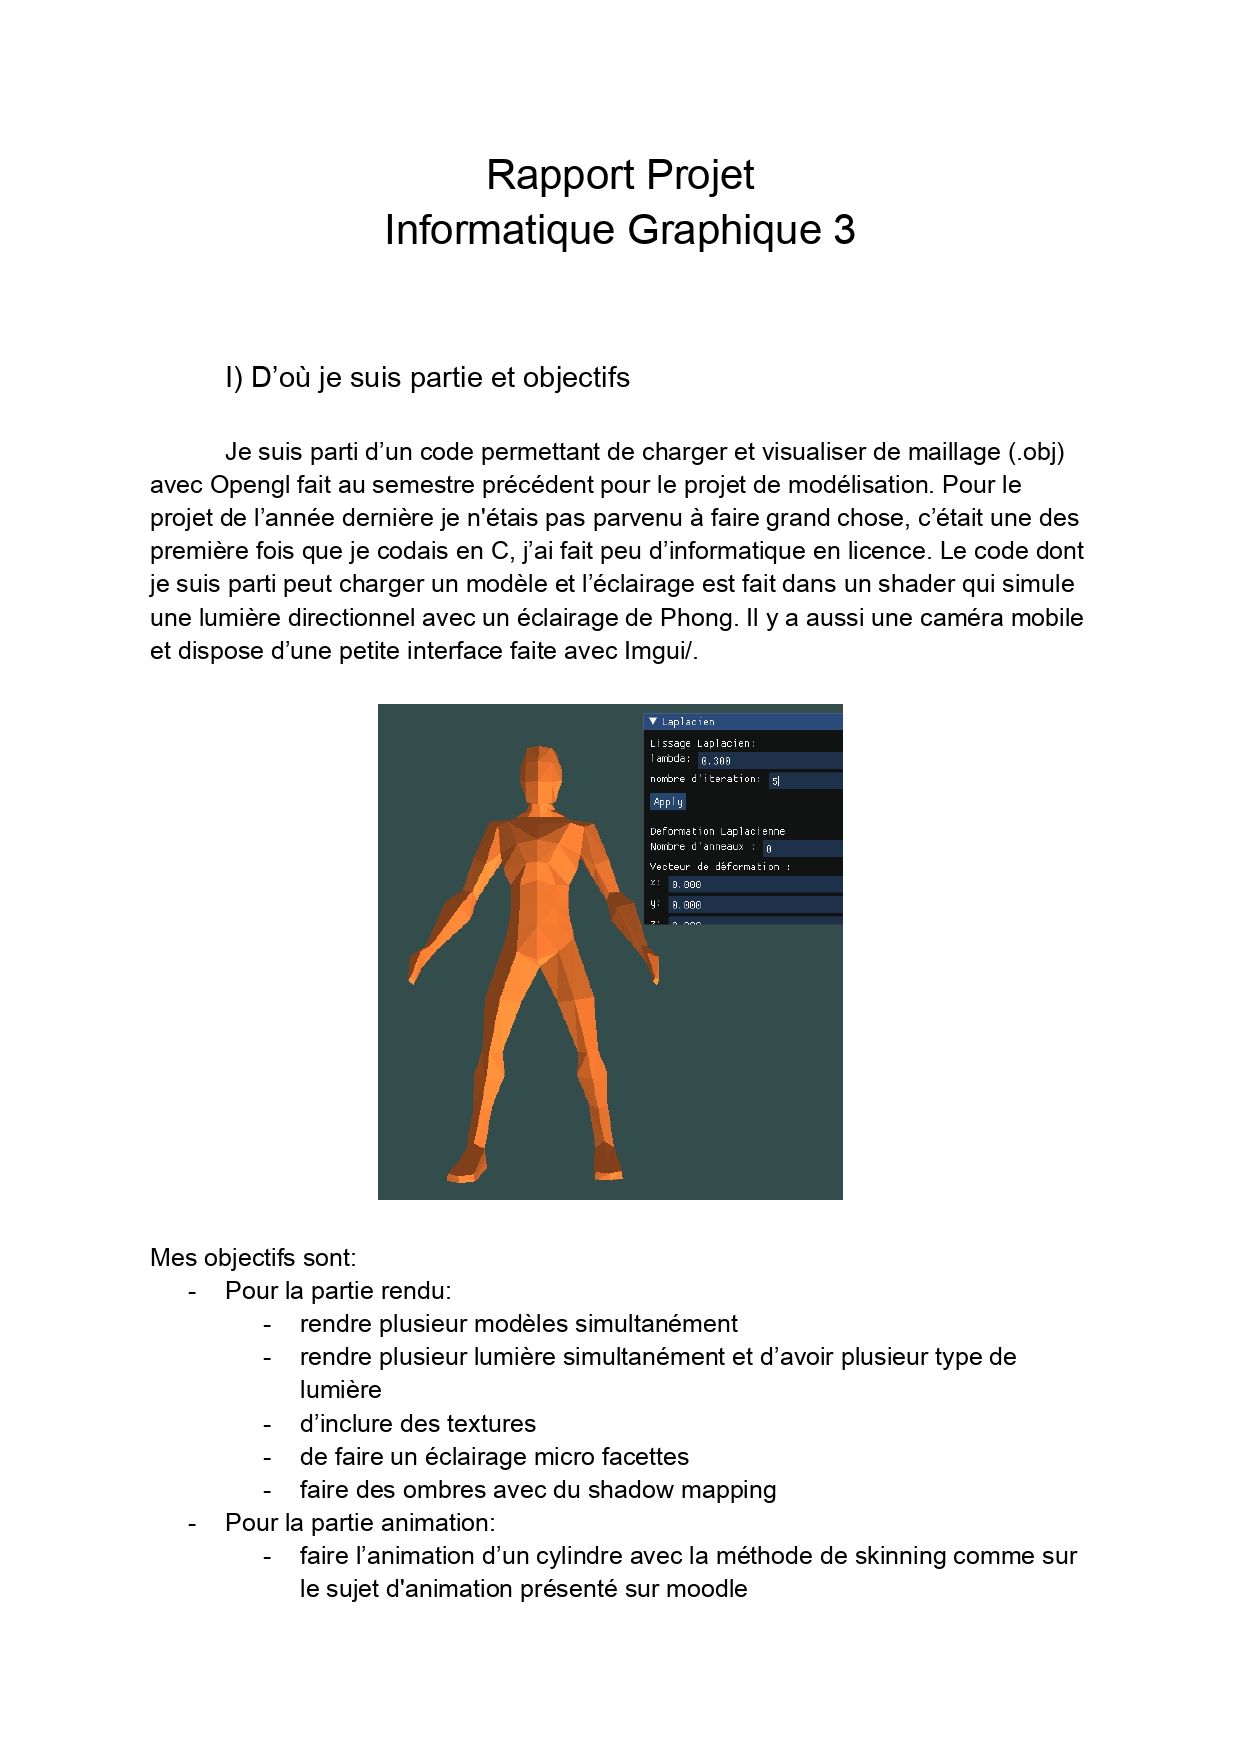 Rapport Projet
Informatique Graphique 3
I) D’où je suis partie et objectifs
Je suis parti d’un code permettant de charger et visualiser de maillage (.obj)
avec Opengl fait au semestre précédent pour le projet de modélisation. Pour le
projet de l’année dernière je n'étais pas parvenu à faire grand chose, c’était une des
première fois que je codais en C, j’ai fait peu d’informatique en licence. Le code dont
je suis parti peut charger un modèle et l’éclairage est fait dans un shader qui simule
une lumière directionnel avec un éclairage de Phong. Il y a aussi une caméra mobile
et dispose d’une petite interface faite avec Imgui/.
▼ Laplacien
Lissage Laplacien:
lambda: 0.300
nombre d'iteration: 5
Apply
Deformation Laplacienne
Nombre d'anneaux : 0
Vecteur de déformation :
x: 0.000
y: 0.000
z: 0.000
Mes objectifs sont:
- Pour la partie rendu:
- rendre plusieur modèles simultanément
- rendre plusieur lumière simultanément et d’avoir plusieur type de
lumière
- d’inclure des textures
- de faire un éclairage micro facettes
- faire des ombres avec du shadow mapping
- Pour la partie animation:
- faire l’animation d’un cylindre avec la méthode de skinning comme sur
le sujet d'animation présenté sur moodle